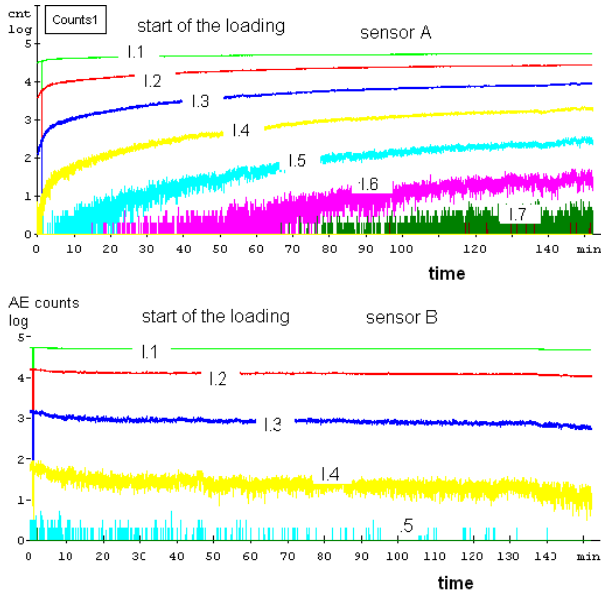 cnt
log
Counts1
start of the loading
sensor A
5
4
3
2
1
0
I.1
I.2
I.3
I.4
I.5
I.6
I.7
0 10 20 30 40 50 60 70 80 90 100 110 120 130 140 min
time
AE counts
log
start of the loading
sensor B
5
4
3
2
1
0
I.1
I.2
I.3
I.4
.5
0 10 20 30 40 50 60 70 80 90 100 110 120 130 140 min
time